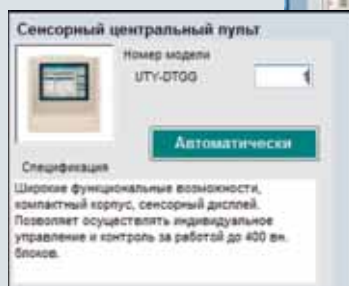 Сенсорный центральный пульт
Номер модели
UTY-DTGG
Автоматически
Спецификация
Широкие функциональные возможности,
компактный корпус, сенсорный дисплей.
Позволяет осуществлять индивидуальное
управление и контроль за работой до 400 вн.
блоков.